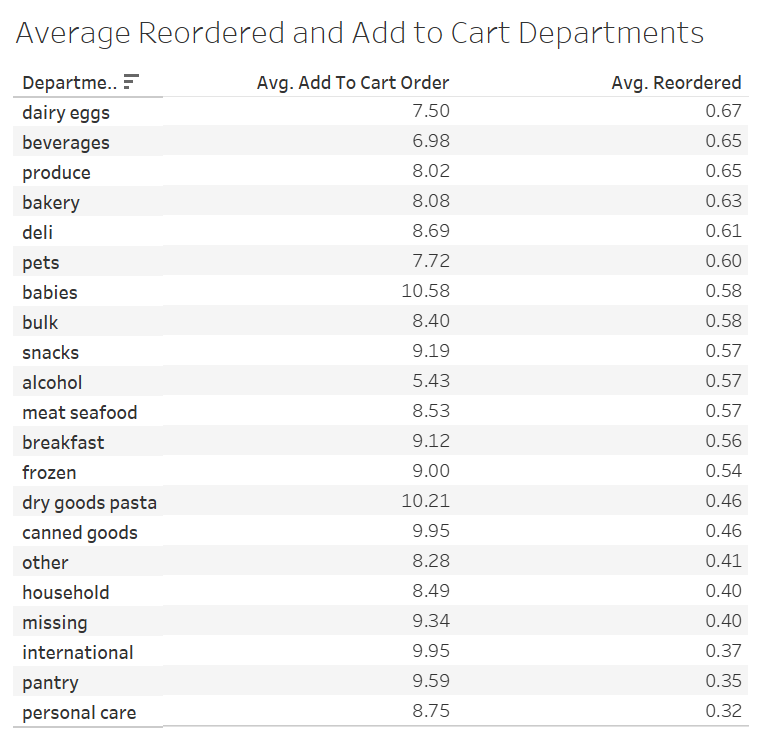 Average Reordered and Add to Cart Departments
Departme.. Avg. Add To Cart Order Avg. Reordered
dairy eggs 7.50 0.67
beverages 6.98 0.65
produce 8.02 0.65
bakery 8.08 0.63
deli 8.69 0.61
pets 7.72 0.60
babies 10.58 0.58
bulk 8.40 0.58
snacks 9.19 0.57
alcohol 5.43 0.57
meat seafood 8.53 0.57
breakfast 9.12 0.56
frozen 9.00 0.54
dry goods pasta 10.21 0.46
canned goods 9.95 0.46
other 8.28 0.41
household 8.49 0.40
missing 9.34 0.40
international 9.95 0.37
pantry 9.59 0.35
personal care 8.75 0.32